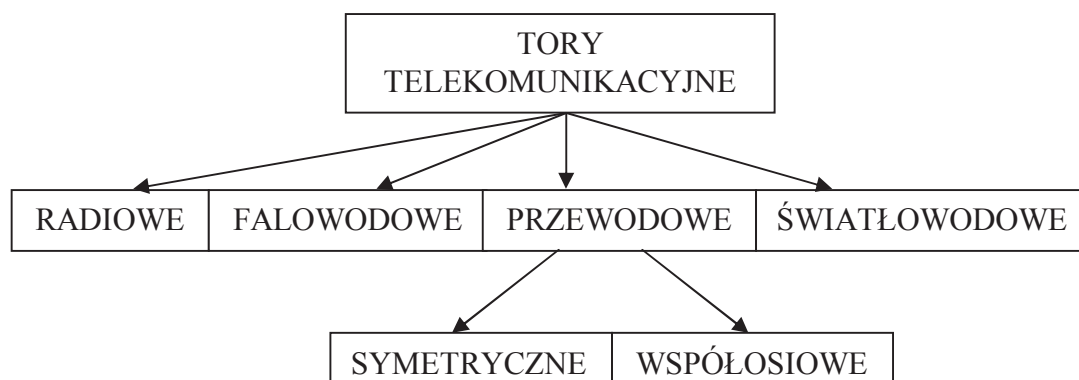 TORY
TELEKOMUNIKACYJNE
RADIOWE FALOWODOWE PRZEWODOWE ŚWIATŁOWODOWE
SYMETRYCZNE WSPÓŁOSIOWE